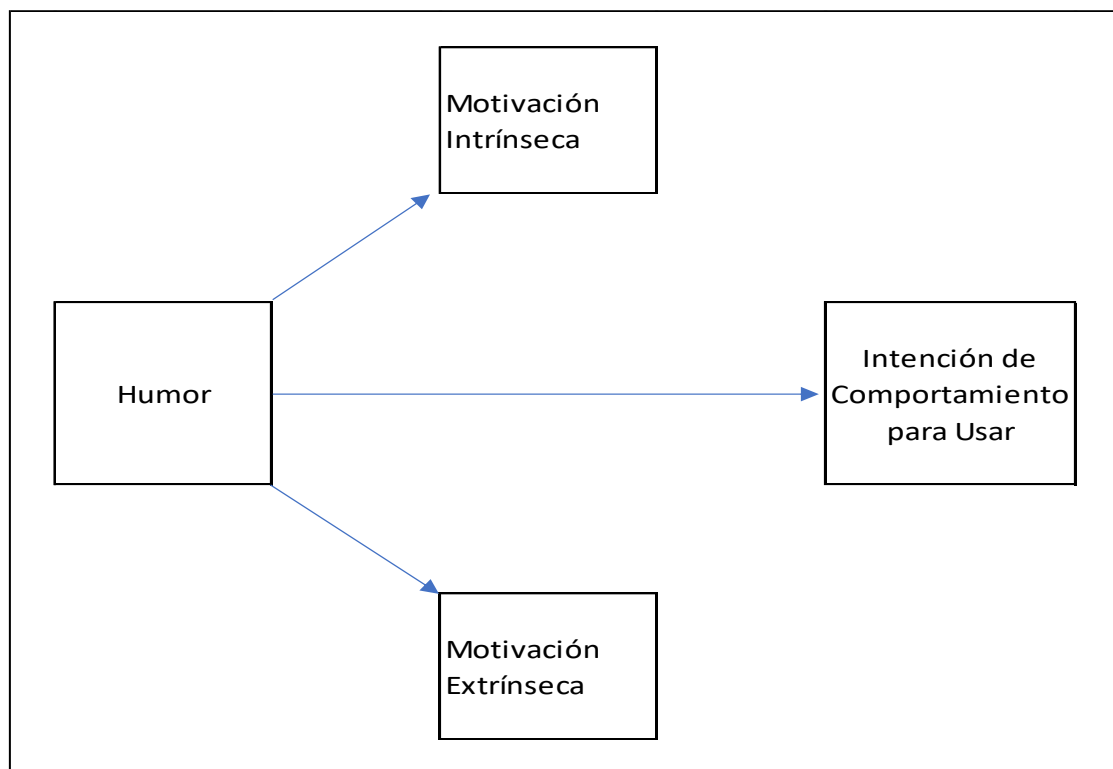 Motivación
Intrínseca
Humor
Intención de
Comportamiento
para Usar
Motivación
Extrínseca